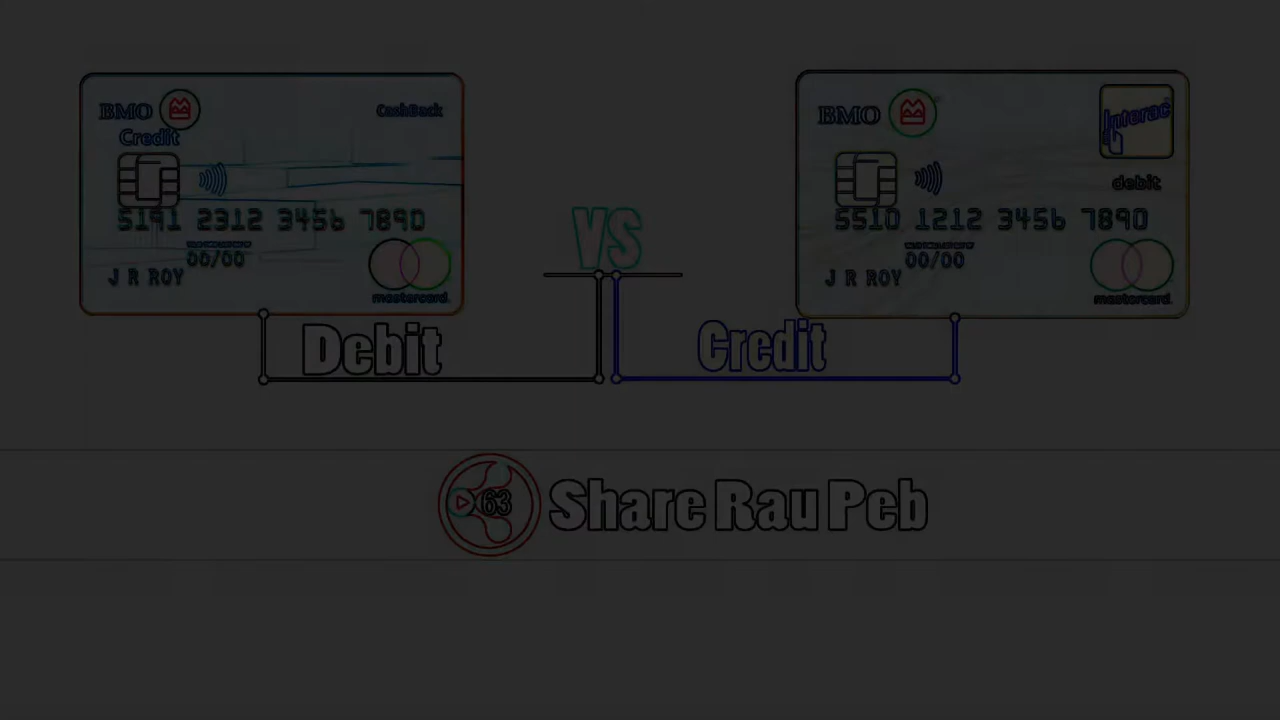 BMO
Credit
CashBack
5191 2312 3456 7890
00/00
J R ROY
mastercard.
Debit
VS
BMO
Interac
debit
5510 1212 3456 7890
00/00
J R ROY
mastercard.
Credit
63
Share Rau Peb